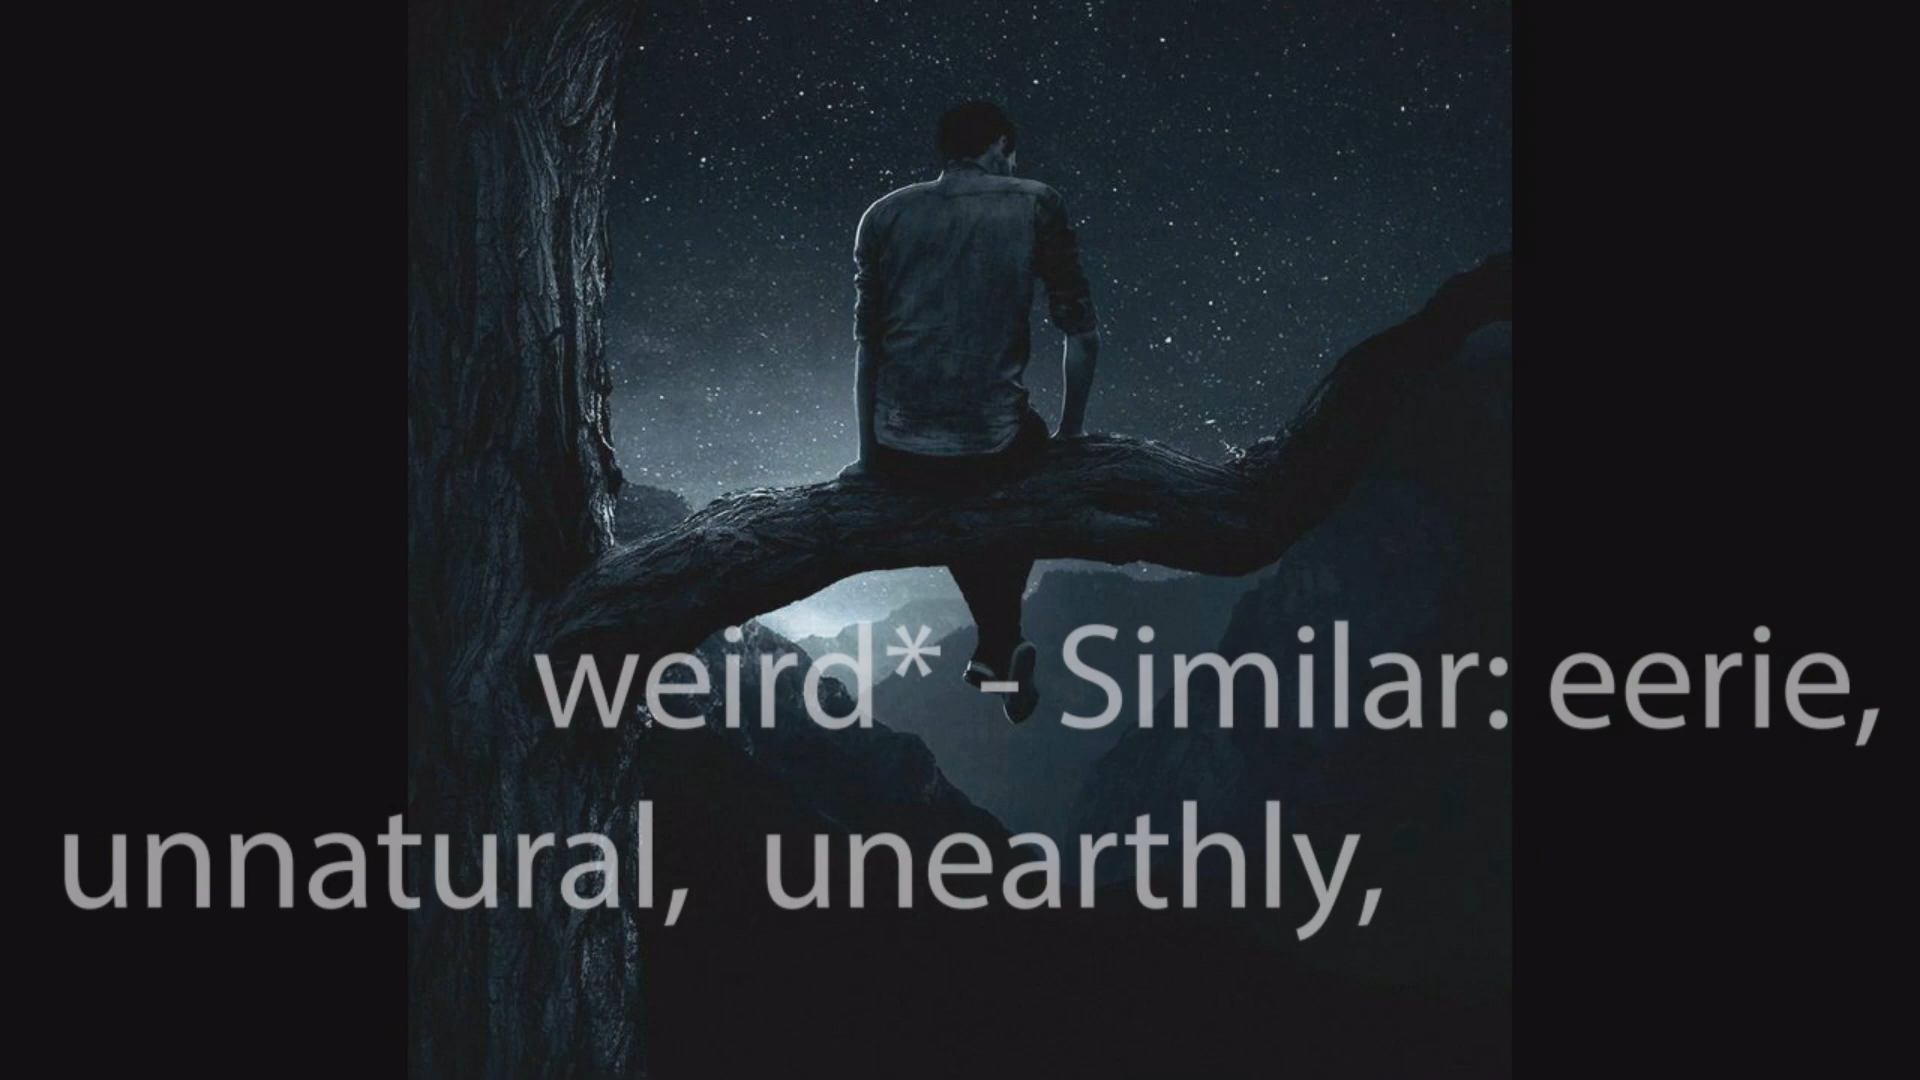 weird* - Similar: eerie,
unnatural,  unearthly,